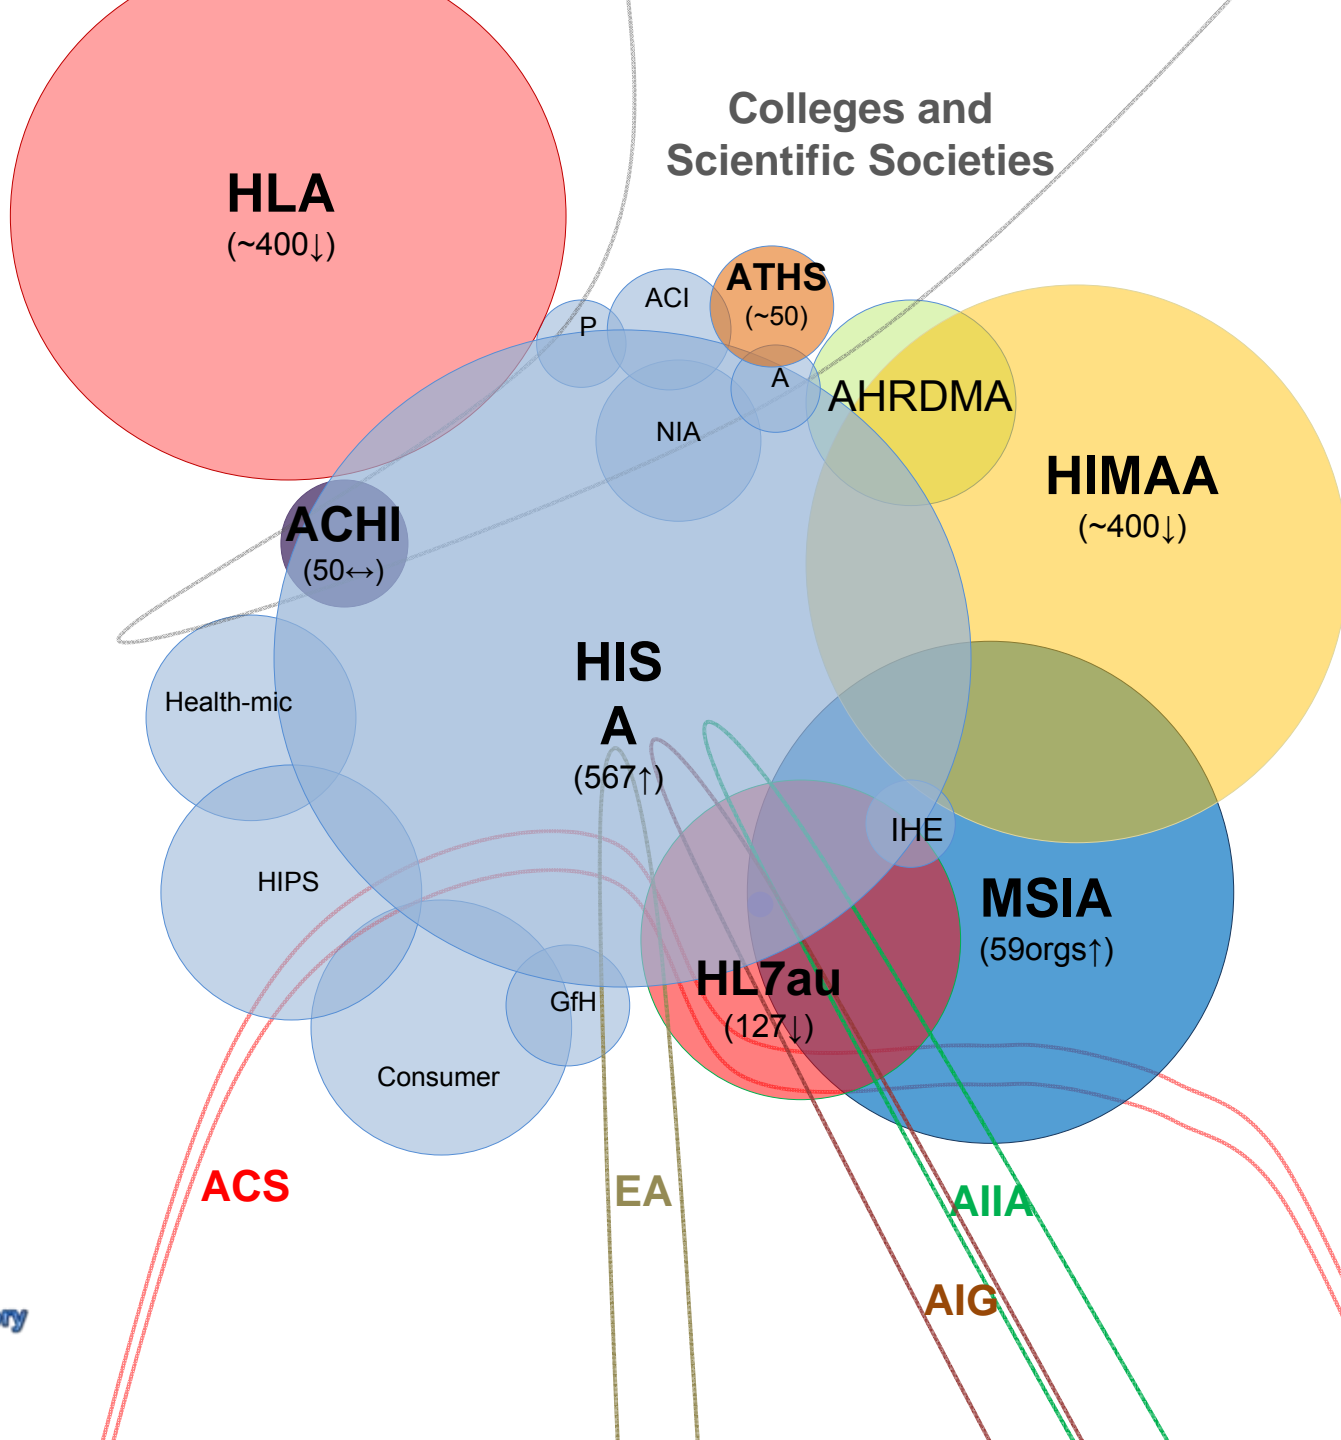 Colleges and
Scientific Societies
HLA
(~400↓)
ATHS
(~50)
ACI
P
A
NIA
AHRDMA
HIMAA
(~400↓)
ACHI
(50↔)
HIS
A
(567↑)
Health-mic
IHE
HIPS
MSIA
(59orgs↑)
HL7au
(127↓)
GfH
Consumer
ACS
EA
AIIA
AIG